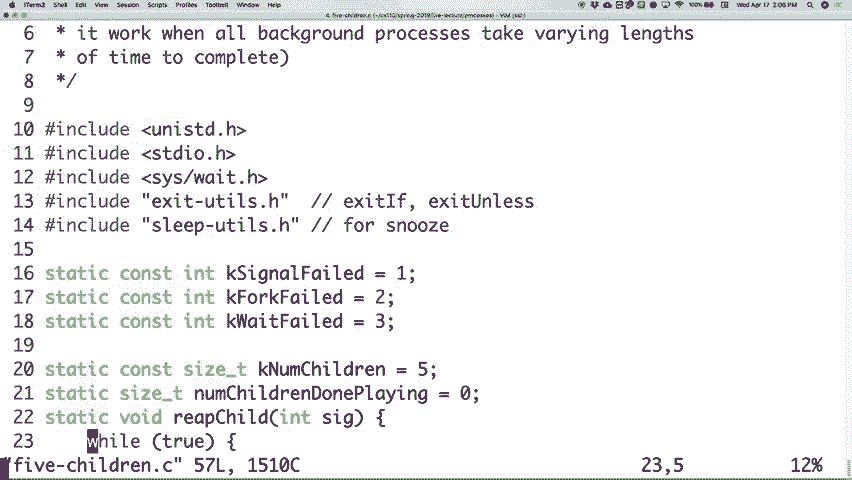 iTerm2 Shell Edit View Session Scripts Profiles Toolbelt Window Help 100% Wed Apr 17 2:06 PM
4. five-children.c (~/cs110/spring-2019/live-lecture/processes) - VIM (ssh)
6 * it work when all background processes take varying lengths
7 * of time to complete)
8 */
9
10 #include <unistd.h>
11 #include <stdio.h>
12 #include <sys/wait.h>
13 #include "exit-utils.h" // exitIf, exitUnless
14 #include "sleep-utils.h" // for snooze
15
16 static const int kSignalFailed = 1;
17 static const int kForkFailed = 2;
18 static const int kWaitFailed = 3;
19
20 static const size_t kNumChildren = 5;
21 static size_t numChildrenDonePlaying = 0;
22 static void reapChild(int sig) {
23 while (true) {
"five-children.c" 57L, 1510C 23,5 12%